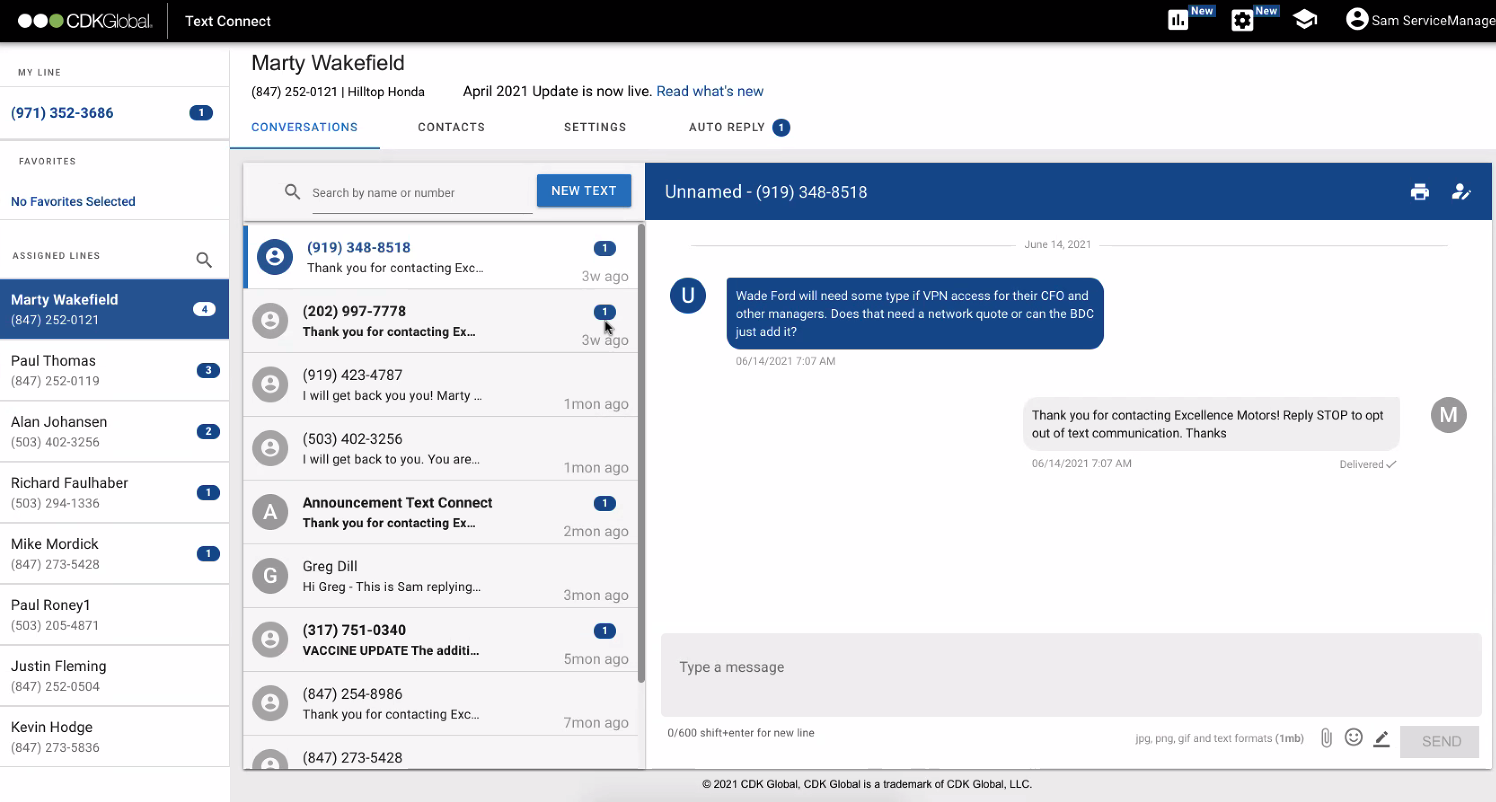 CDKGlobal.
Text Connect
New
New
Sam ServiceManage
MY LINE
(971) 352-3686
1
FAVORITES
No Favorites Selected
ASSIGNED LINES
Marty Wakefield
(847) 252-0121
4
Paul Thomas
(847) 252-0119
3
Alan Johansen
(503) 402-3256
2
Richard Faulhaber
(503) 294-1336
1
Mike Mordick
(847) 273-5428
1
Paul Roney1
(503) 205-4871
Justin Fleming
(847) 252-0504
Kevin Hodge
(847) 273-5836
Marty Wakefield
(847) 252-0121 | Hilltop Honda
April 2021 Update is now live. Read what's new
CONVERSATIONS
CONTACTS
SETTINGS
AUTO REPLY 1
Search by name or number
NEW TEXT
(919) 348-8518
1
Thank you for contacting Exc...
3w ago
(202) 997-7778
1
Thank you for contacting Ex...
3w ago
(919) 423-4787
I will get back you you! Marty ...
1mon ago
(503) 402-3256
I will get back to you. You are...
1mon ago
A
Announcement Text Connect
1
Thank you for contacting Ex...
2mon ago
G
Greg Dill
Hi Greg - This is Sam replying...
3mon ago
(317) 751-0340
1
VACCINE UPDATE The additi...
5mon ago
(847) 254-8986
Thank you for contacting Exc...
7mon ago
(847) 273-5428
Unnamed - (919) 348-8518
June 14, 2021
U
Wade Ford will need some type if VPN access for their CFO and
other managers. Does that need a network quote or can the BDC
just add it?
06/14/2021 7:07 AM
Thank you for contacting Excellence Motors! Reply STOP to opt
out of text communication. Thanks
M
06/14/2021 7:07 AM
Delivered
Type a message
0/600 shift+enter for new line
jpg, png, gif and text formats (1mb)
SEND
© 2021 CDK Global, CDK Global is a trademark of CDK Global, LLC.